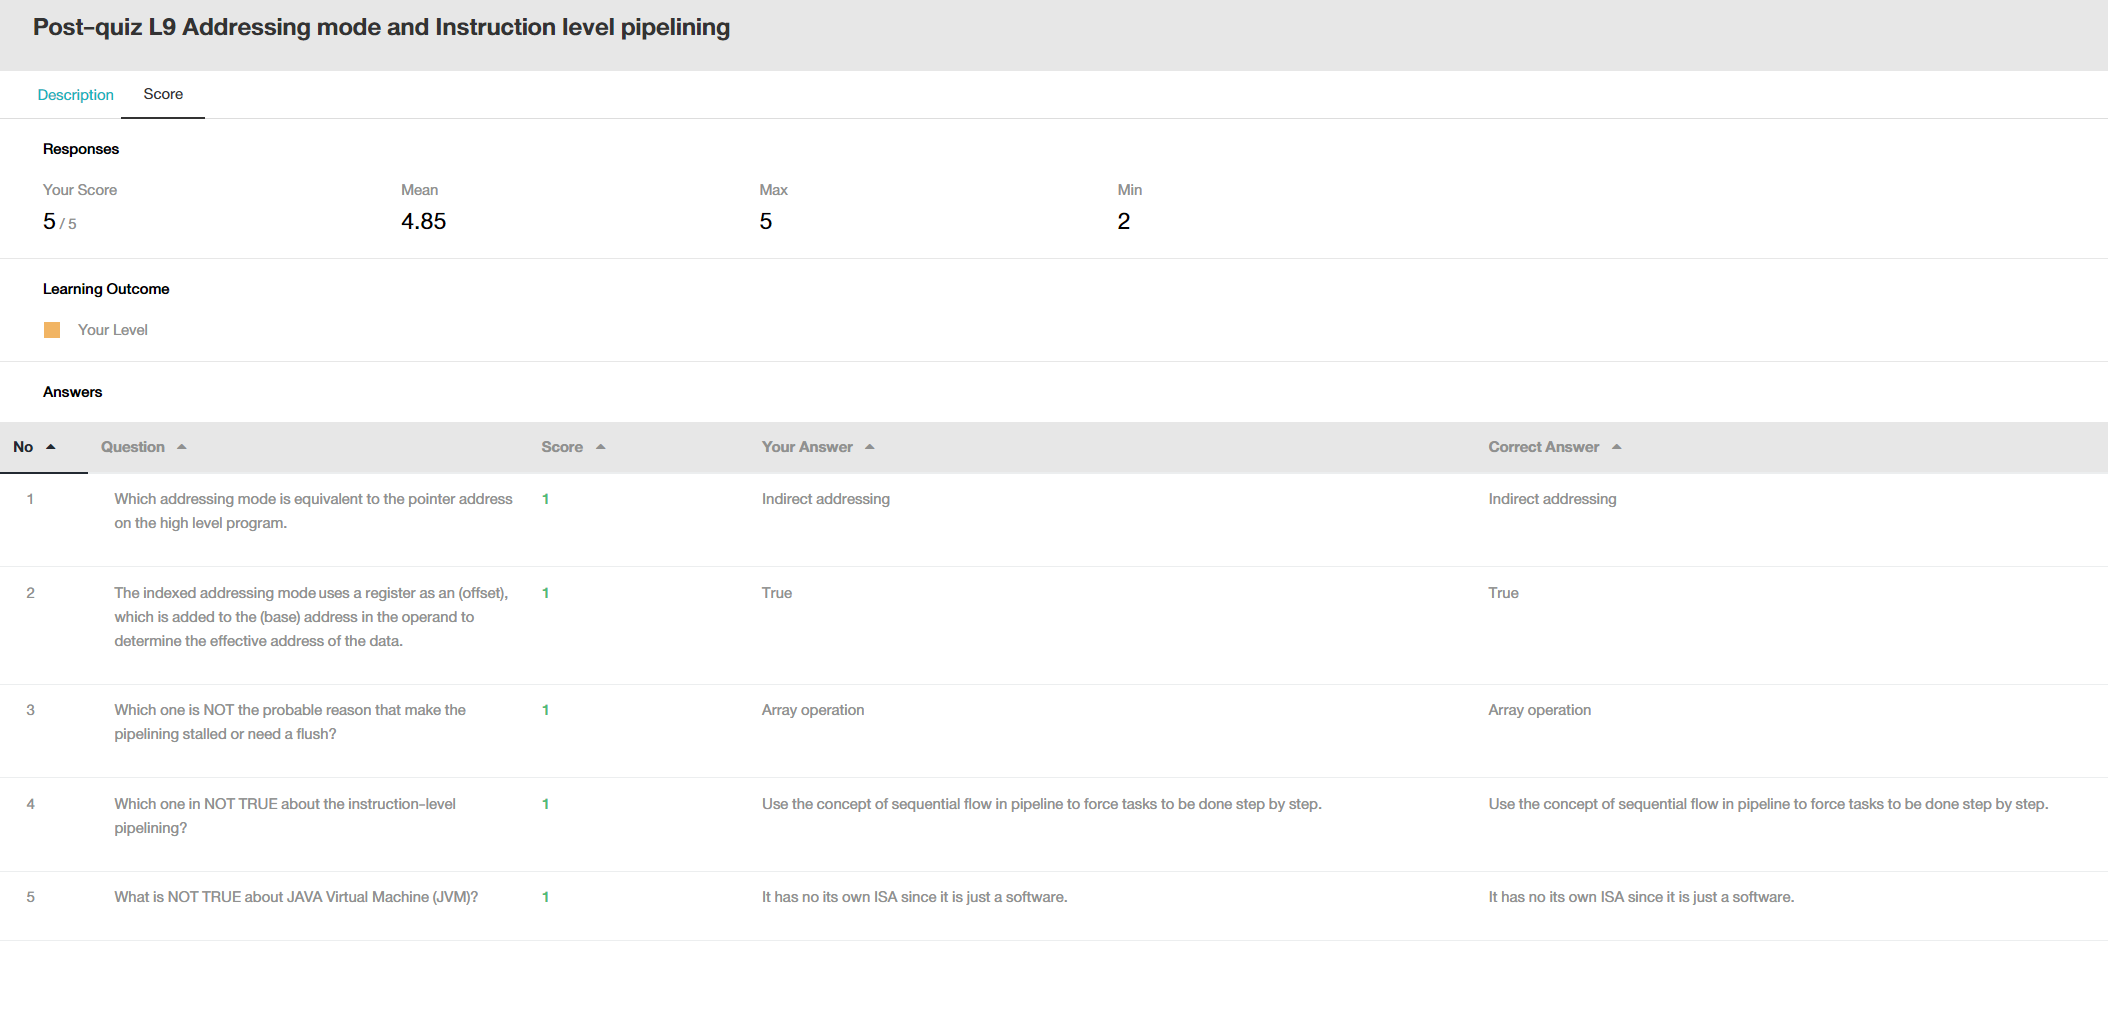 Post-quiz L9 Addressing mode and Instruction level pipelining
Description Score
Responses
Your Score Mean Max Min
5 / 5 4.85 5 2
Learning Outcome
Your Level
Answers
No Question Score Your Answer Correct Answer
1 Which addressing mode is equivalent to the pointer address 1 Indirect addressing Indirect addressing
on the high level program.
2 The indexed addressing mode uses a register as an (offset), 1 True True
which is added to the (base) address in the operand to
determine the effective address of the data.
3 Which one is NOT the probable reason that make the 1 Array operation Array operation
pipelining stalled or need a flush?
4 Which one in NOT TRUE about the instruction-level 1 Use the concept of sequential flow in pipeline to force tasks to be done step by step. Use the concept of sequential flow in pipeline to force tasks to be done step by step.
pipelining?
5 What is NOT TRUE about JAVA Virtual Machine (JVM)? 1 It has no its own ISA since it is just a software. It has no its own ISA since it is just a software.